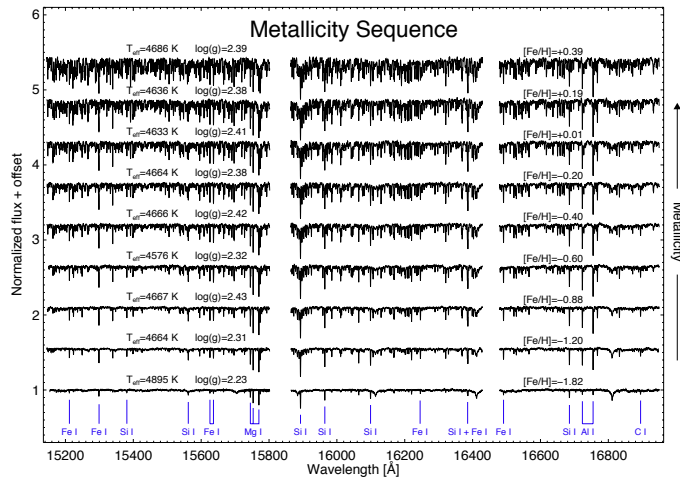 Metallicity Sequence
Teff=4686 K log(g)=2.39 [Fe/H]=+0.39
Teff=4636 K log(g)=2.38 [Fe/H]=+0.19
Teff=4633 K log(g)=2.41 [Fe/H]=+0.01
Teff=4664 K log(g)=2.38 [Fe/H]=−0.20
Teff=4666 K log(g)=2.42 [Fe/H]=−0.40
Teff=4576 K log(g)=2.32 [Fe/H]=−0.60
Teff=4667 K log(g)=2.43 [Fe/H]=−0.88
Teff=4664 K log(g)=2.31 [Fe/H]=−1.20
Teff=4895 K log(g)=2.23 [Fe/H]=−1.82
6
5
4
3
2
1
Normalized flux + offset
Metallicity
Fe I Fe I Si I Si I Fe I Mg I Si I Si I Si I Fe I Si I + Fe I Fe I Si I Al I C I
15200 15400 15600 15800 16000 16200 16400 16600 16800
Wavelength [Å]